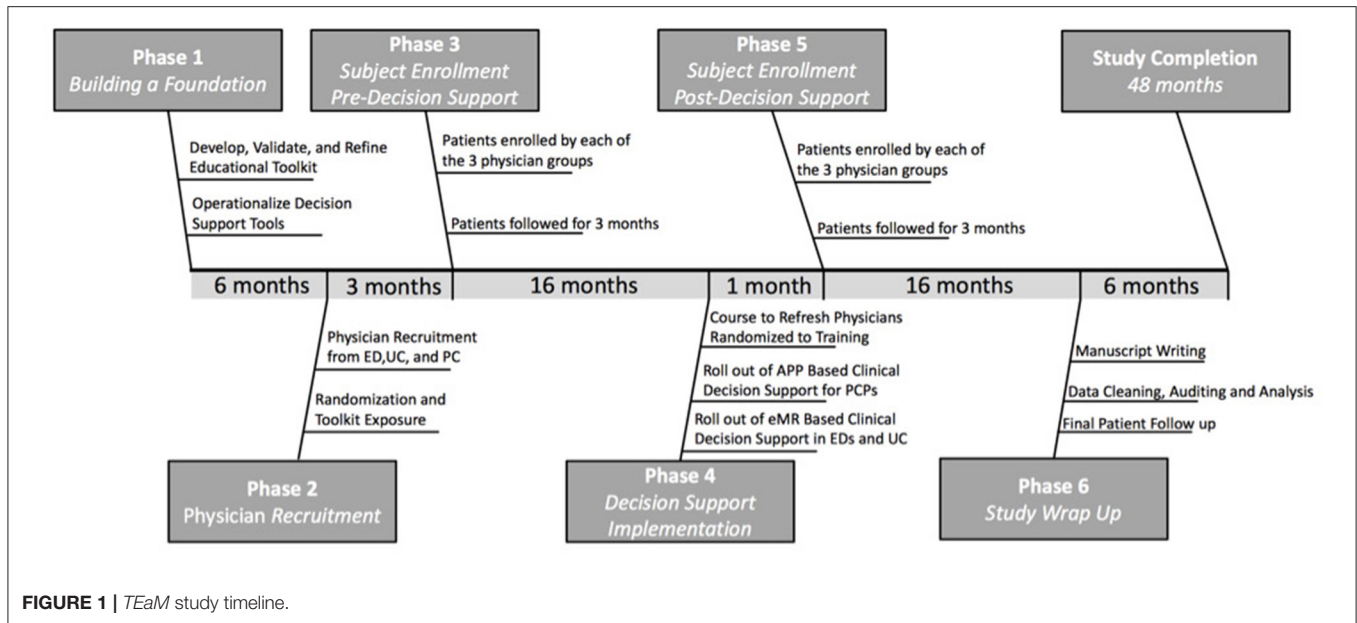 Phase 1
Building a Foundation
Phase 3
Subject Enrollment
Pre-Decision Support
Phase 5
Subject Enrollment
Post-Decision Support
Study Completion
48 months
Develop, Validate, and Refine
Educational Toolkit
Operationalize Decision
Support Tools
Patients enrolled by each of
the 3 physician groups
Patients followed for 3 months
Patients enrolled by each of
the 3 physician groups
Patients followed for 3 months
6 months
3 months
16 months
1 month
16 months
6 months
Physician Recruitment
from ED,UC, and PC
Randomization and
Toolkit Exposure
Course to Refresh Physicians
Randomized to Training
Roll out of APP Based Clinical
Decision Support for PCPs
Roll out of eMR Based Clinical
Decision Support in EDs and UC
Manuscript Writing
Data Cleaning, Auditing and Analysis
Final Patient Follow up
Phase 2
Physician Recruitment
Phase 4
Decision Support
Implementation
Phase 6
Study Wrap Up
FIGURE 1 | TEaM study timeline.